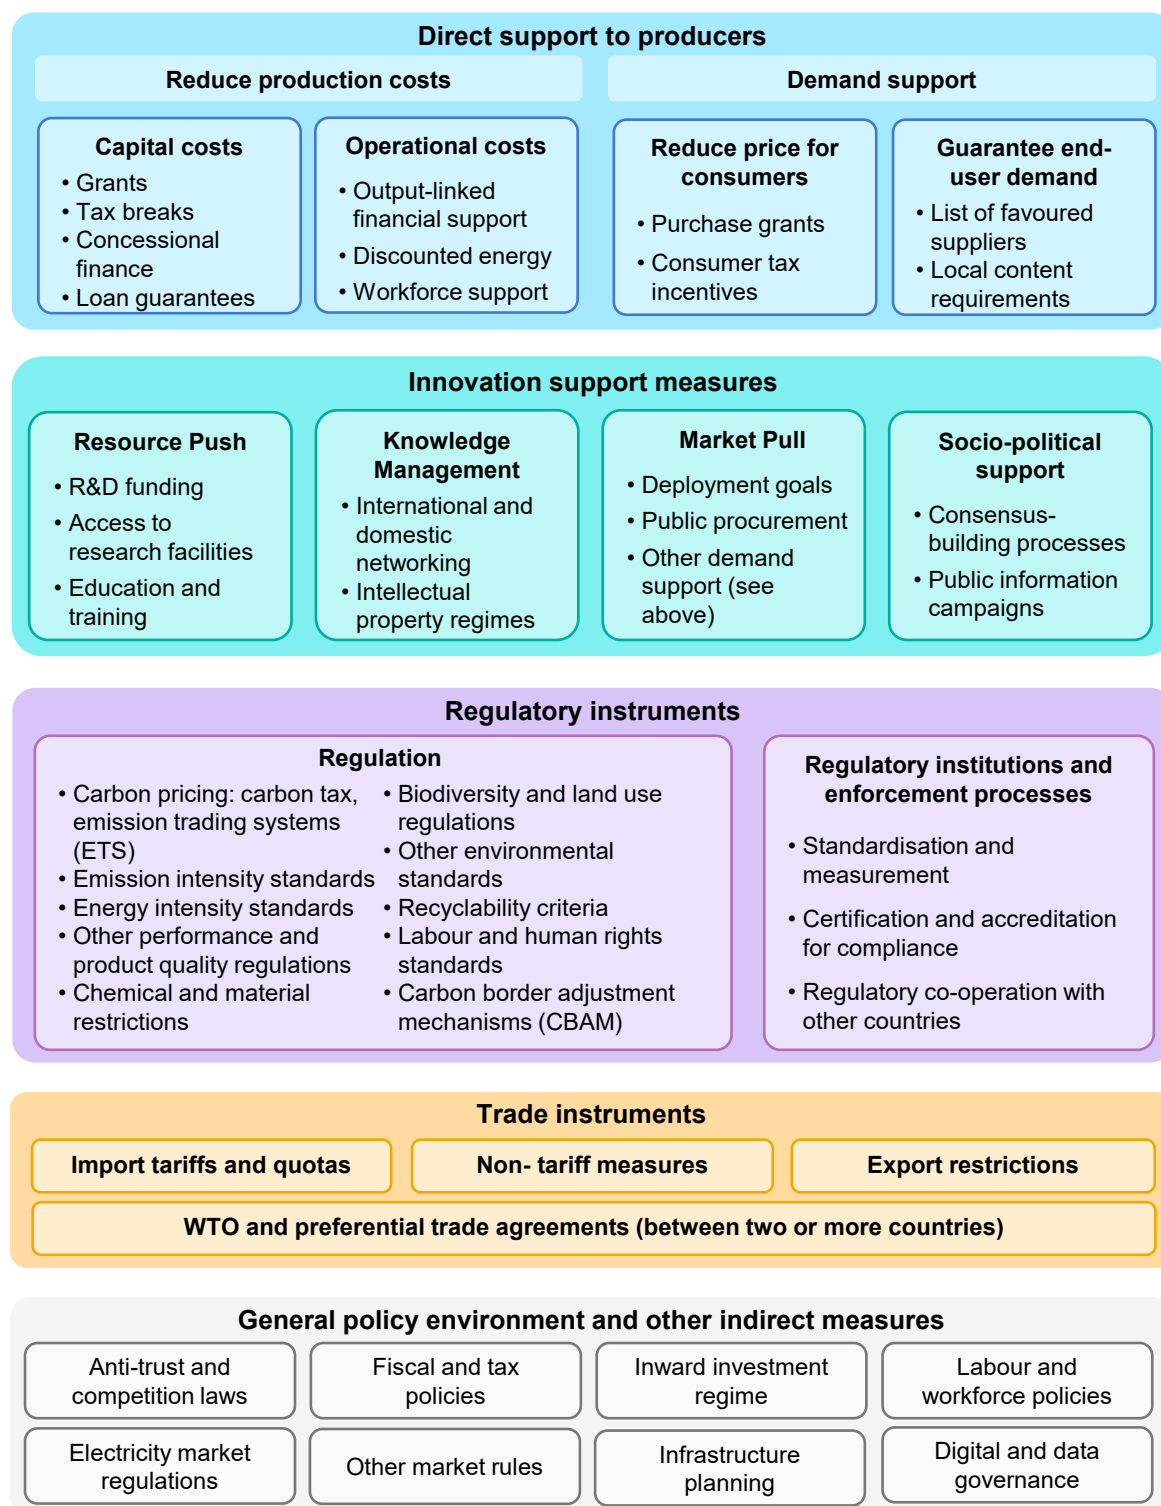 Direct support to producers
Reduce production costs
Demand support
Capital costs
• Grants
• Tax breaks
• Concessional
finance
• Loan guarantees
Operational costs
• Output-linked
financial support
• Discounted energy
• Workforce support
Reduce price for
consumers
• Purchase grants
• Consumer tax
incentives
Guarantee end-
user demand
• List of favoured
suppliers
• Local content
requirements
Innovation support measures
Resource Push
• R&D funding
• Access to
research facilities
• Education and
training
Knowledge
Management
• International and
domestic
networking
• Intellectual
property regimes
Market Pull
• Deployment goals
• Public procurement
• Other demand
support (see
above)
Socio-political
support
• Consensus-
building processes
• Public information
campaigns
Regulatory instruments
Regulation
• Carbon pricing: carbon tax,
emission trading systems
(ETS)
• Emission intensity standards
• Energy intensity standards
• Other performance and
product quality regulations
• Chemical and material
restrictions
• Biodiversity and land use
regulations
• Other environmental
standards
• Recyclability criteria
• Labour and human rights
standards
• Carbon border adjustment
mechanisms (CBAM)
Regulatory institutions and
enforcement processes
• Standardisation and
measurement
• Certification and accreditation
for compliance
• Regulatory co-operation with
other countries
Trade instruments
Import tariffs and quotas
Non- tariff measures
Export restrictions
WTO and preferential trade agreements (between two or more countries)
General policy environment and other indirect measures
Anti-trust and
competition laws
Fiscal and tax
policies
Inward investment
regime
Labour and
workforce policies
Electricity market
regulations
Other market rules
Infrastructure
planning
Digital and data
governance